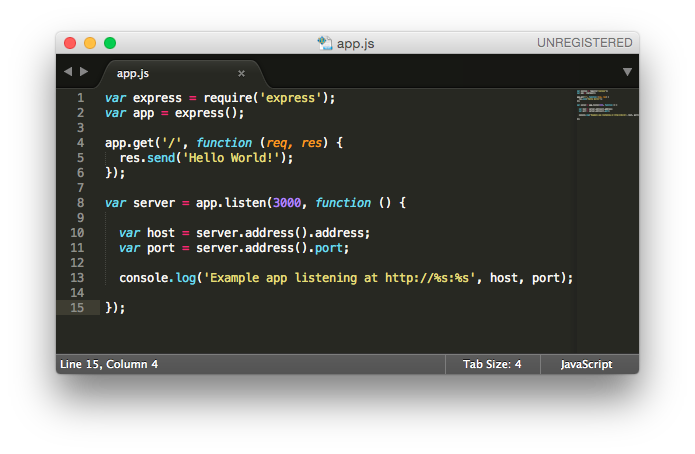 app.js
UNREGISTERED
app.js ×
1 var express = require('express');
2 var app = express();
3
4 app.get('/', function (req, res) {
5   res.send('Hello World!');
6 });
7
8 var server = app.listen(3000, function () {
9
10   var host = server.address().address;
11   var port = server.address().port;
12
13   console.log('Example app listening at http://%s:%s', host, port);
14
15 });
Line 15, Column 4
Tab Size: 4
JavaScript